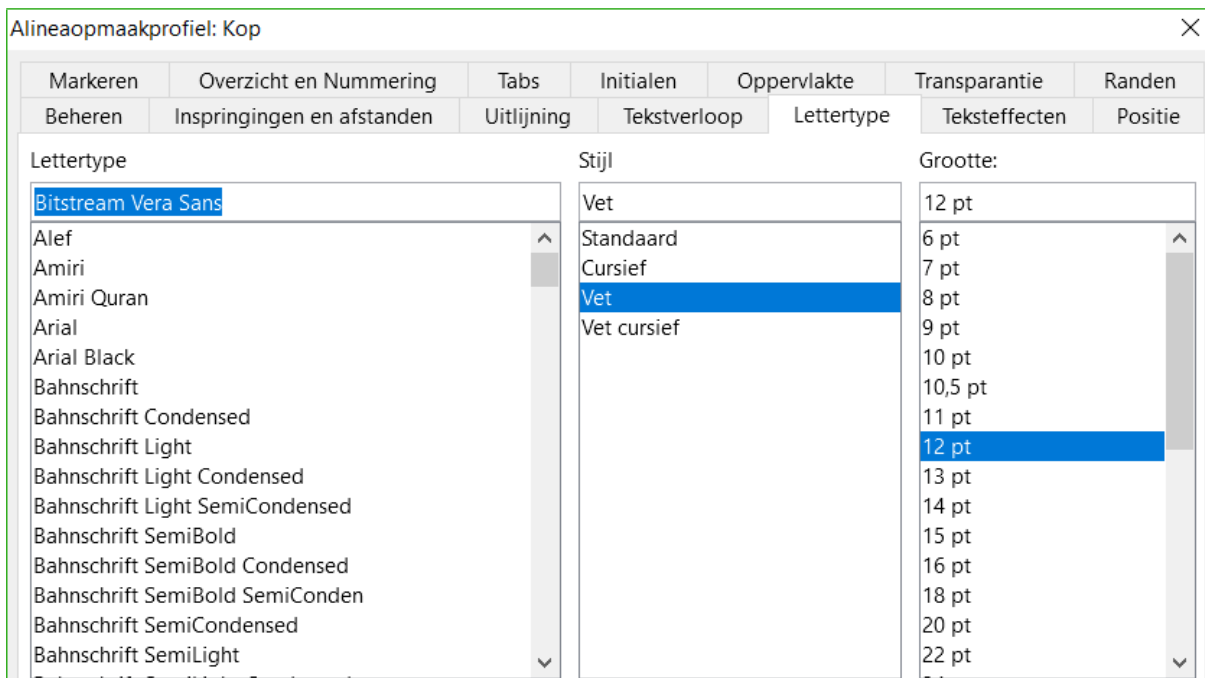 Alineaopmaakprofiel: Kop
Markeren Overzicht en Nummering Tabs Initialen Oppervlakte Transparantie Randen
Beheren Inspringingen en afstanden Uitlijning Tekstverloop Lettertype Teksteffecten Positie
Lettertype Stijl Grootte:
Bitstream Vera Sans Vet 12 pt
Alef Standaard 6 pt
Amiri Cursief 7 pt
Amiri Quran Vet 8 pt
Arial Vet cursief 9 pt
Arial Black 10 pt
Bahnschrift 10,5 pt
Bahnschrift Condensed 11 pt
Bahnschrift Light 12 pt
Bahnschrift Light Condensed 13 pt
Bahnschrift Light SemiCondensed 14 pt
Bahnschrift SemiBold 15 pt
Bahnschrift SemiBold Condensed 16 pt
Bahnschrift SemiBold SemiConden 18 pt
Bahnschrift SemiCondensed 20 pt
Bahnschrift SemiLight 22 pt